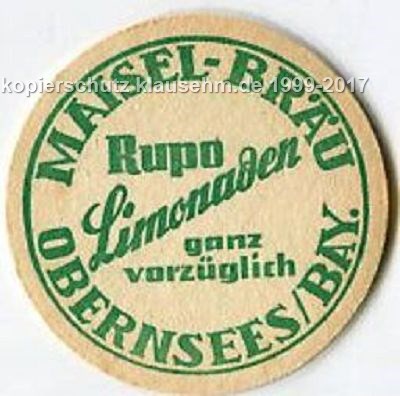 kopierschutz.klausehm.de/1999-2017
MAISEL-BRÄU
Rupo
Limonaden
ganz
vorzüglich
OBERNSEES/BAY.